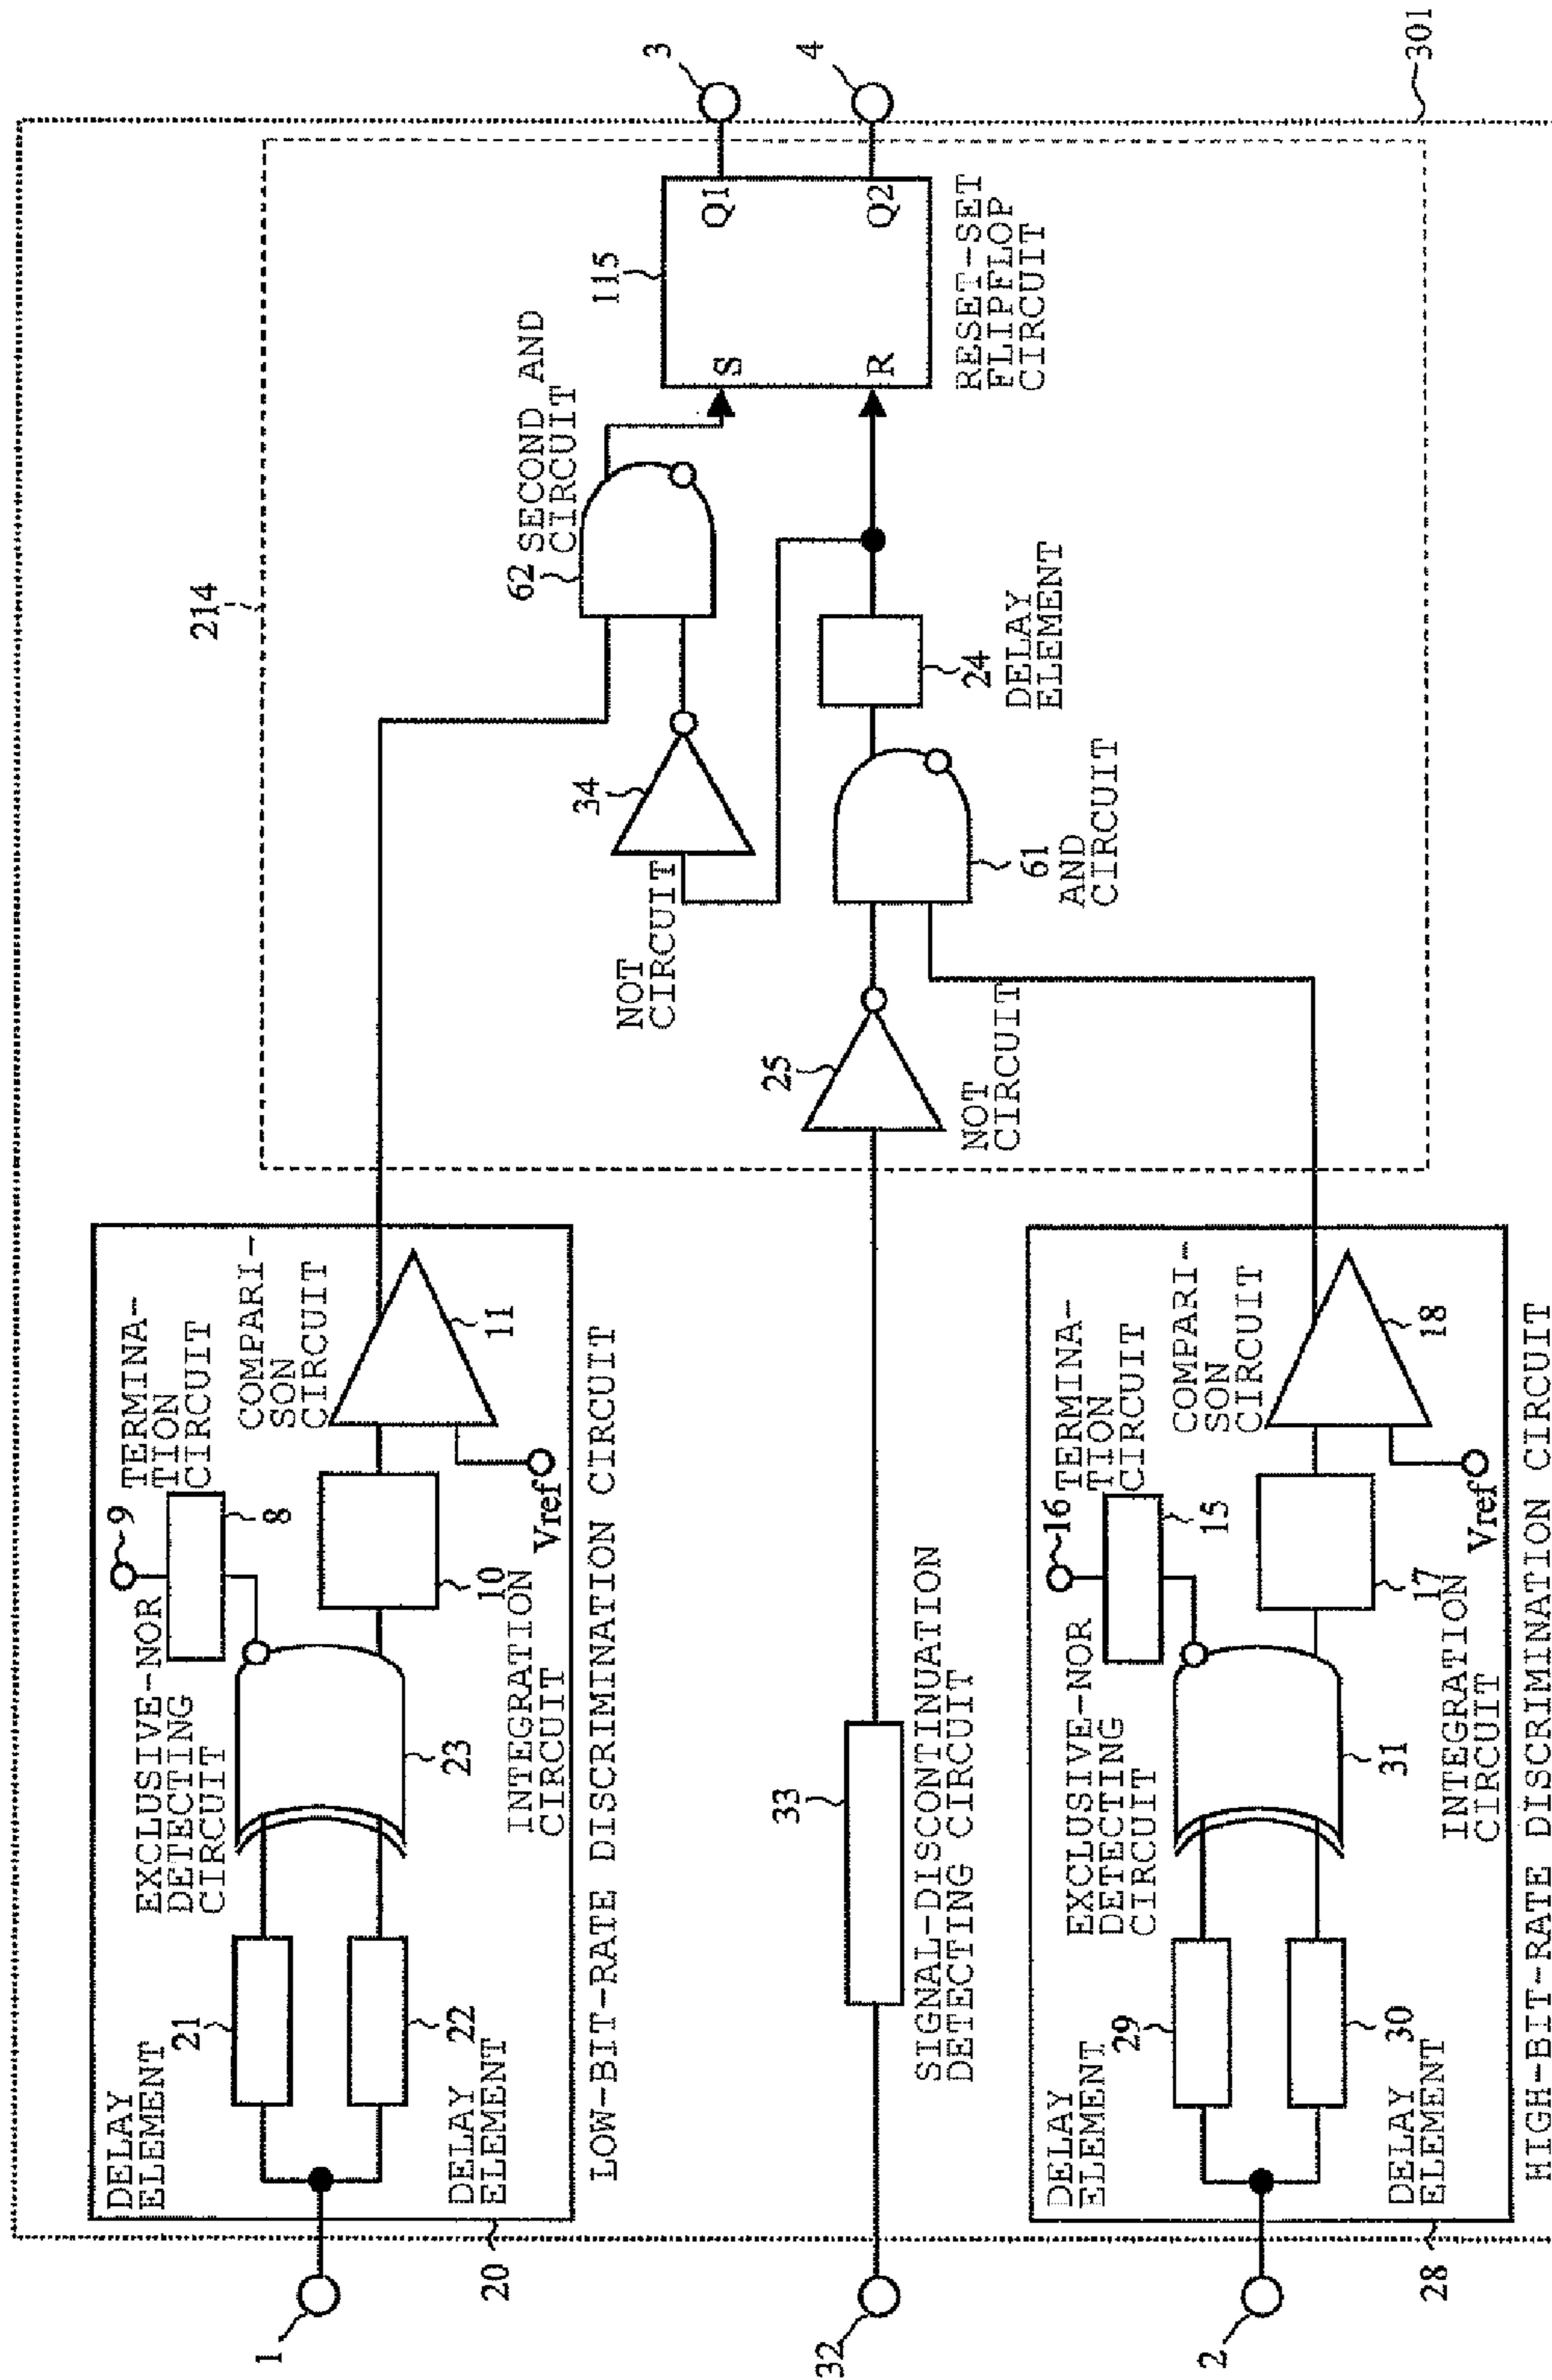 1
20
DELAY
ELEMENT
21
22
DELAY
ELEMENT
EXCLUSIVE-NOR
DETECTING
CIRCUIT
23
9
TERMINA-
TION
CIRCUIT
8
10
INTEGRATION
CIRCUIT
COMPARI-
SON
CIRCUIT
11
Vref
LOW-BIT-RATE DISCRIMINATION CIRCUIT
32
33
SIGNAL-DISCONTINUATION
DETECTING CIRCUIT
2
28
DELAY
ELEMENT
29
30
DELAY
ELEMENT
EXCLUSIVE-NOR
DETECTING
CIRCUIT
31
16
TERMINA-
TION
CIRCUIT
15
17
INTEGRATION
CIRCUIT
COMPARI-
SON
CIRCUIT
18
Vref
HIGH-BIT-RATE DISCRIMINATION CIRCUIT
214
25
NOT
CIRCUIT
NOT
CIRCUIT
34
61
AND
CIRCUIT
24
DELAY
ELEMENT
62
SECOND AND
CIRCUIT
115
S
R
Q1
Q2
RESET-SET
FLIPFLOP
CIRCUIT
3
4
301